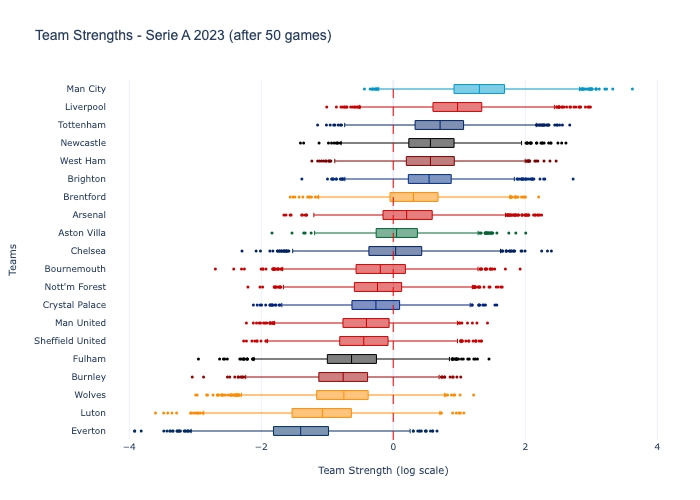 Team Strengths - Serie A 2023 (after 50 games)
Man City
Liverpool
Tottenham
Newcastle
West Ham
Brighton
Brentford
Arsenal
Aston Villa
Chelsea
Bournemouth
Nott'm Forest
Crystal Palace
Man United
Sheffield United
Fulham
Burnley
Wolves
Luton
Everton
Teams
−4
−2
0
2
4
Team Strength (log scale)